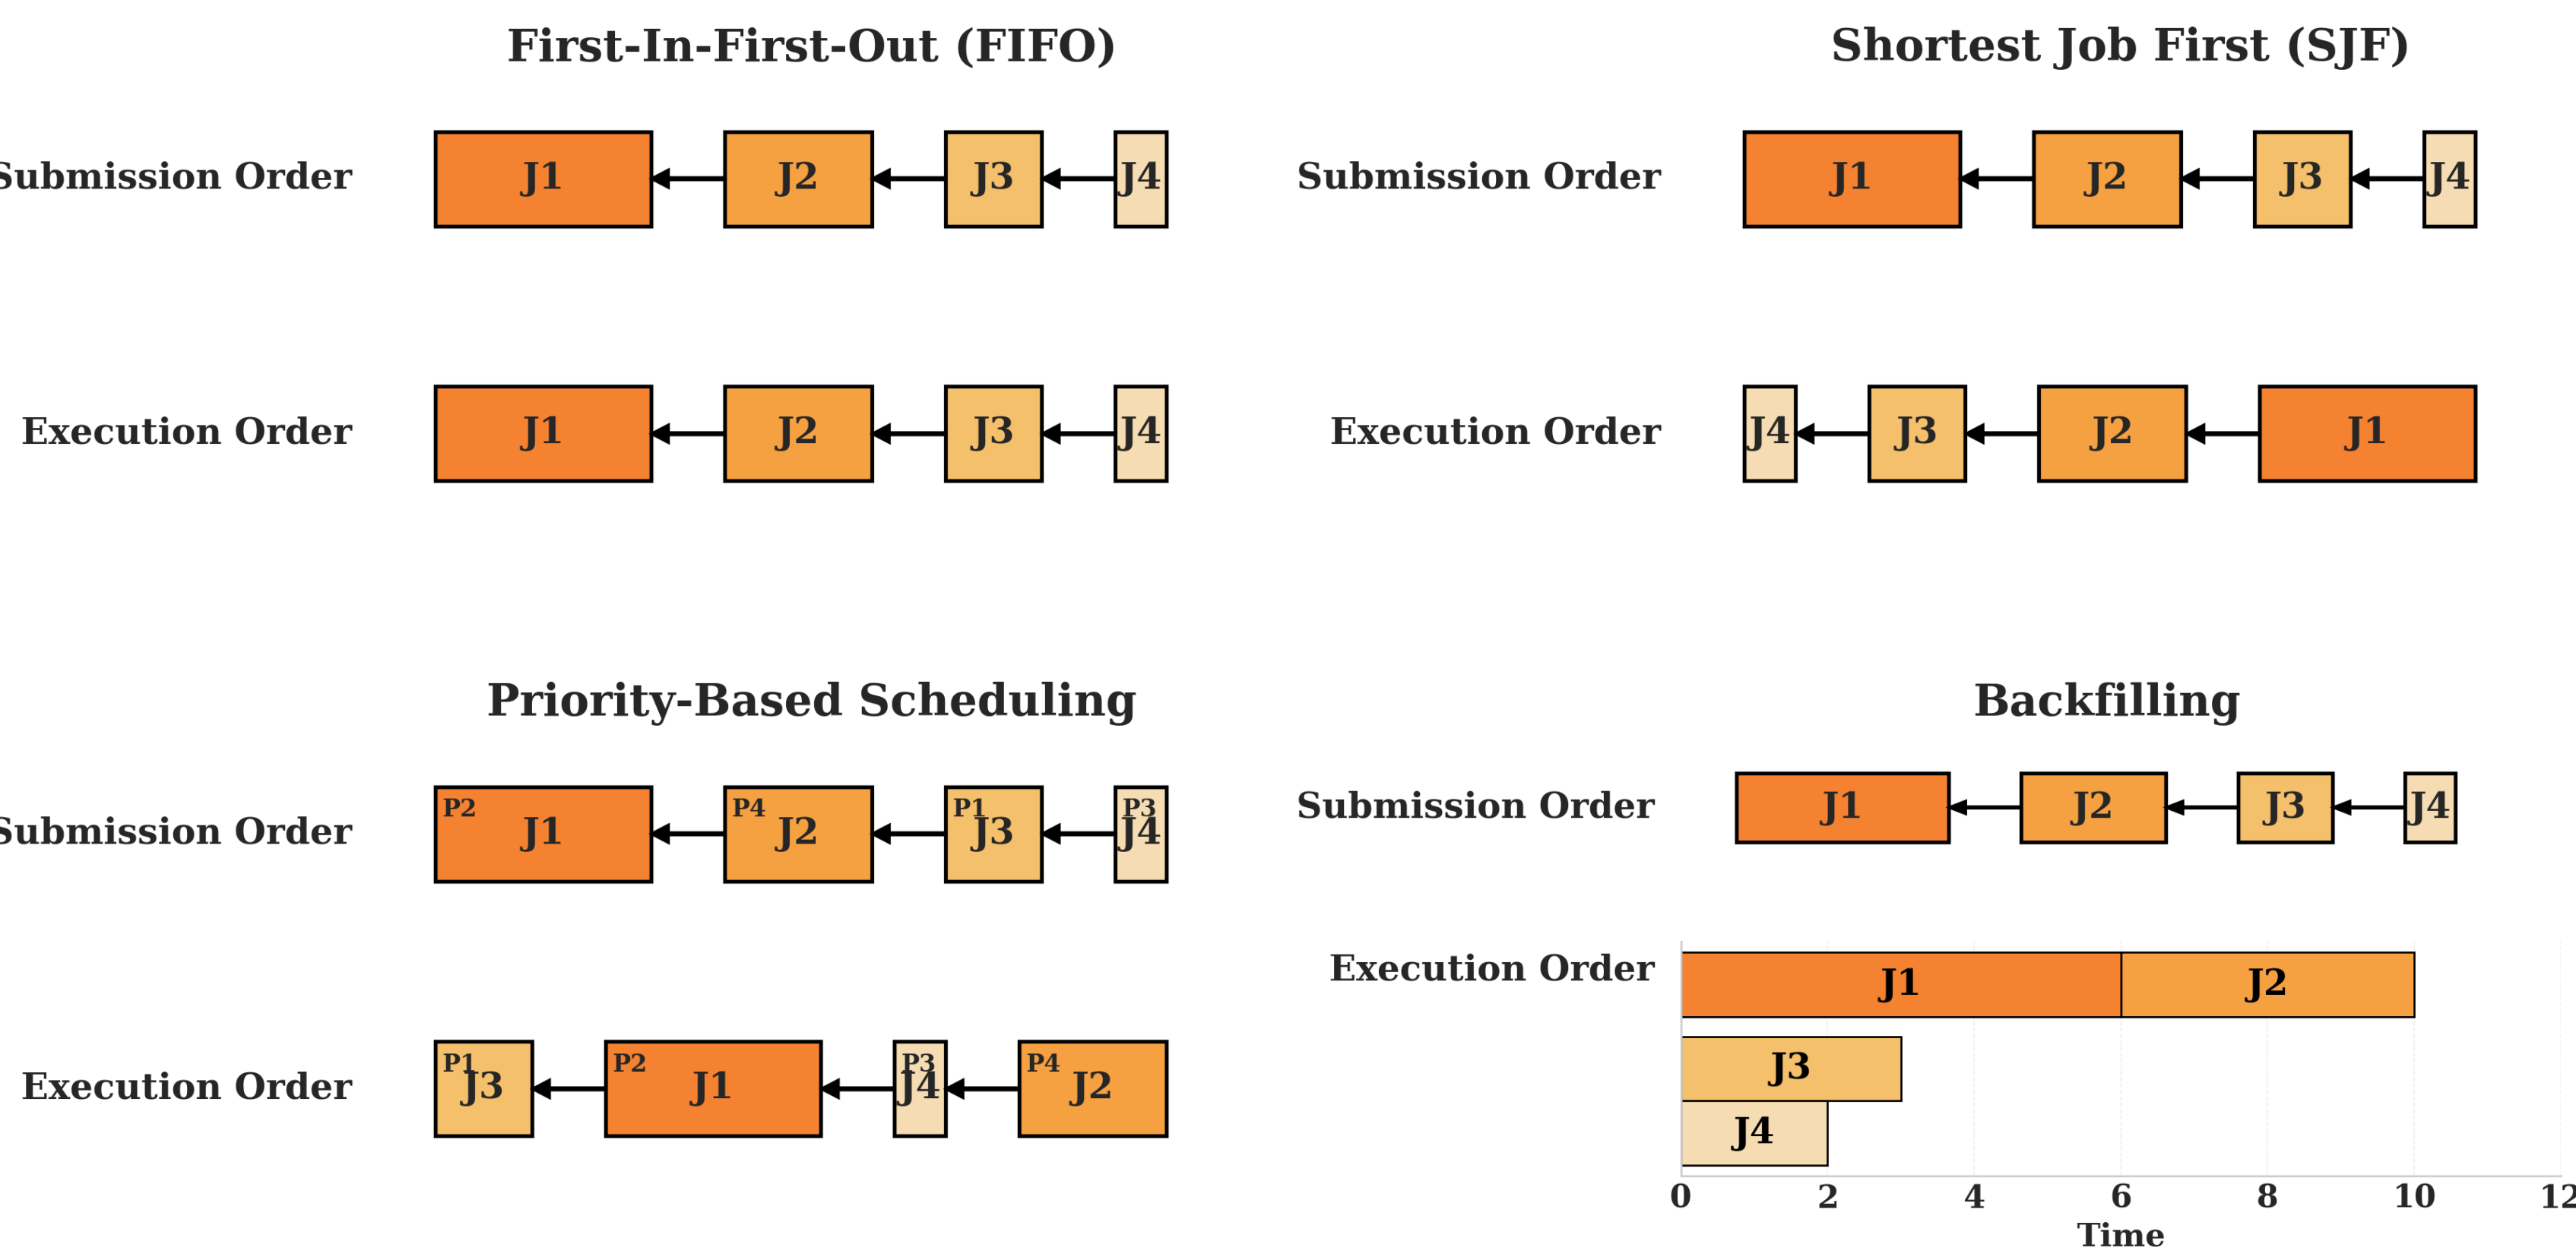 First-In-First-Out (FIFO)
Submission Order
J1 J2 J3 J4
Execution Order
J1 J2 J3 J4
Shortest Job First (SJF)
Submission Order
J1 J2 J3 J4
Execution Order
J4 J3 J2 J1
Priority-Based Scheduling
Submission Order
P2 P4 P1 P3
J1 J2 J3 J4
Execution Order
P1 P2 P3 P4
J3 J1 J4 J2
Backfilling
Submission Order
J1 J2 J3 J4
Execution Order
J1 J2
J3
J4
0 2 4 6 8 10 12
Time